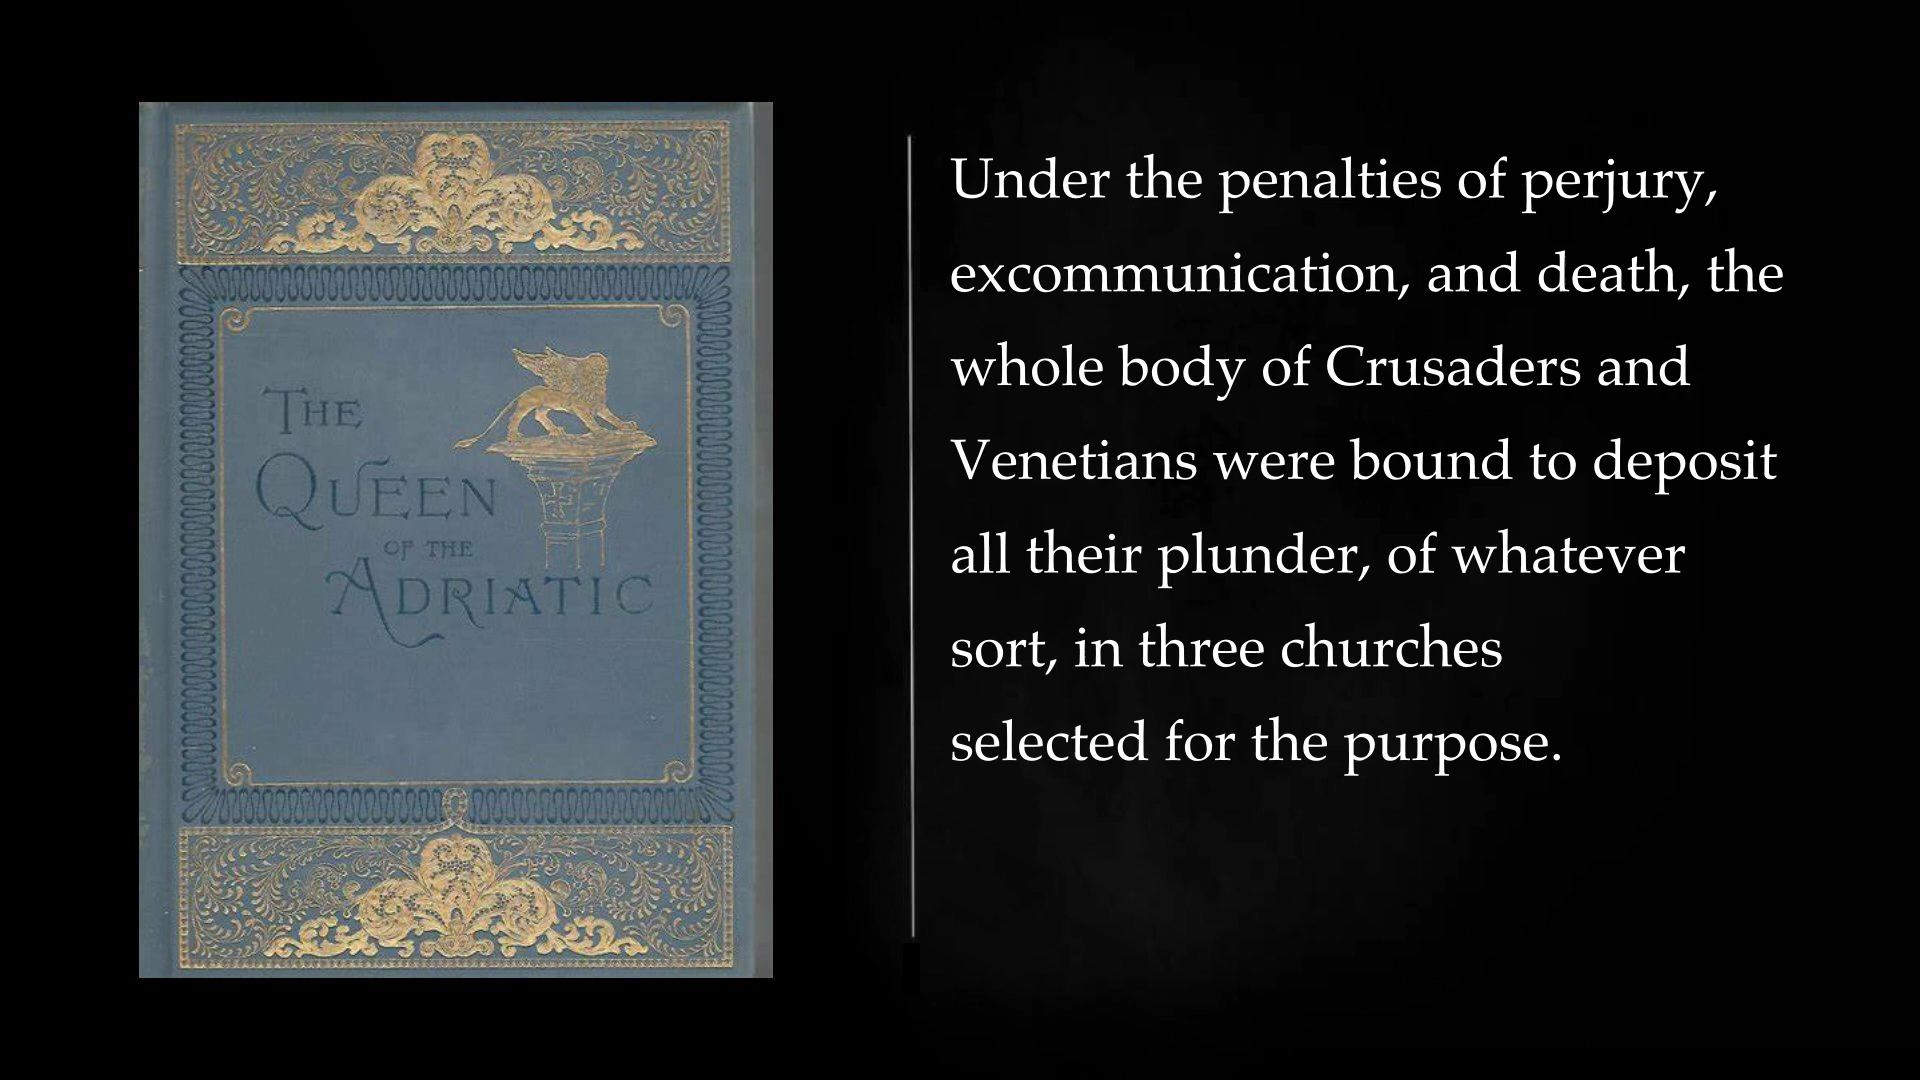 The
Queen
of the
Adriatic
Under the penalties of perjury,
excommunication, and death, the
whole body of Crusaders and
Venetians were bound to deposit
all their plunder, of whatever
sort, in three churches
selected for the purpose.